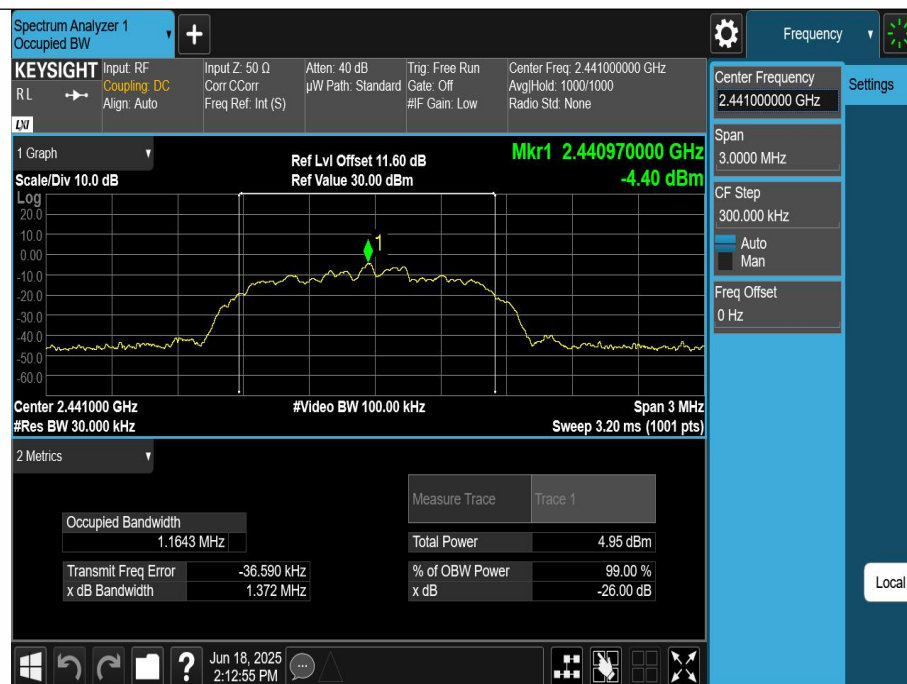 Spectrum Analyzer 1
Occupied BW
+
Frequency
KEYSIGHT
RL
LXI
Input: RF
Coupling: DC
Align: Auto
Input Z: 50 Ω
Corr CCorr
Freq Ref: Int (S)
Atten: 40 dB
µW Path: Standard
Trig: Free Run
Gate: Off
#IF Gain: Low
Center Freq: 2.441000000 GHz
Avg|Hold: 1000/1000
Radio Std: None
Center Frequency
2.441000000 GHz
Settings
Span
3.0000 MHz
CF Step
300.000 kHz
Auto
Man
Freq Offset
0 Hz
Local
1 Graph
Scale/Div 10.0 dB
Ref Lvl Offset 11.60 dB
Ref Value 30.00 dBm
Mkr1 2.440970000 GHz
-4.40 dBm
Log
20.0
10.0
0.00
-10.0
-20.0
-30.0
-40.0
-50.0
-60.0
1
Center 2.441000 GHz
#Res BW 30.000 kHz
#Video BW 100.00 kHz
Span 3 MHz
Sweep 3.20 ms (1001 pts)
2 Metrics
Measure Trace Trace 1
Occupied Bandwidth
1.1643 MHz
Total Power 4.95 dBm
Transmit Freq Error -36.590 kHz
% of OBW Power 99.00 %
x dB Bandwidth 1.372 MHz
x dB -26.00 dB
?
Jun 18, 2025
2:12:55 PM